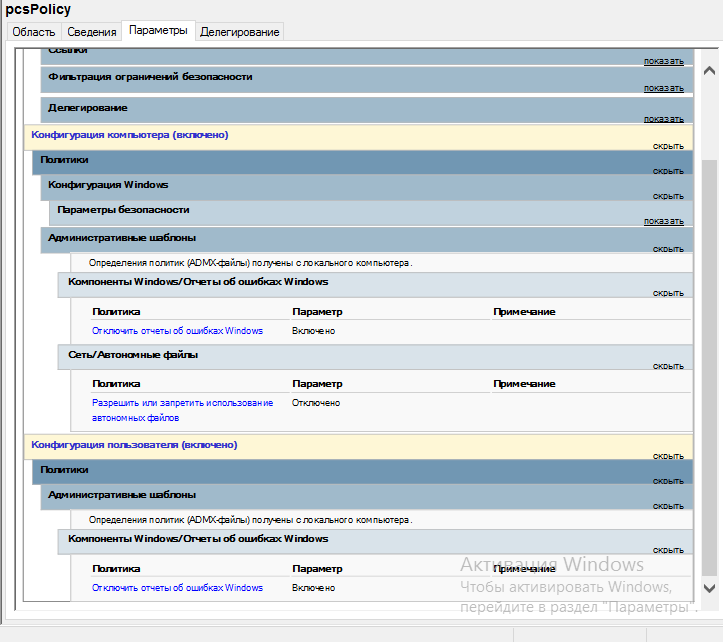 pcsPolicy
Область Сведения Параметры Делегирование
Ссылки показать
Фильтрация ограничений безопасности показать
Делегирование показать
Конфигурация компьютера (включено) скрыть
Политики скрыть
Конфигурация Windows скрыть
Параметры безопасности показать
Административные шаблоны скрыть
Определения политик (ADMX-файлы) получены с локального компьютера.
Компоненты Windows/Отчеты об ошибках Windows скрыть
Политика Параметр Примечание
Отключить отчеты об ошибках Windows Включено
Сеть/Автономные файлы скрыть
Политика Параметр Примечание
Разрешить или запретить использование Отключено
автономных файлов
Конфигурация пользователя (включено) скрыть
Политики скрыть
Административные шаблоны скрыть
Определения политик (ADMX-файлы) получены с локального компьютера.
Компоненты Windows/Отчеты об ошибках Windows скрыть
Политика Параметр Примечание
Отключить отчеты об ошибках Windows Включено
Активация Windows
Чтобы активировать Windows,
перейдите в раздел "Параметры".